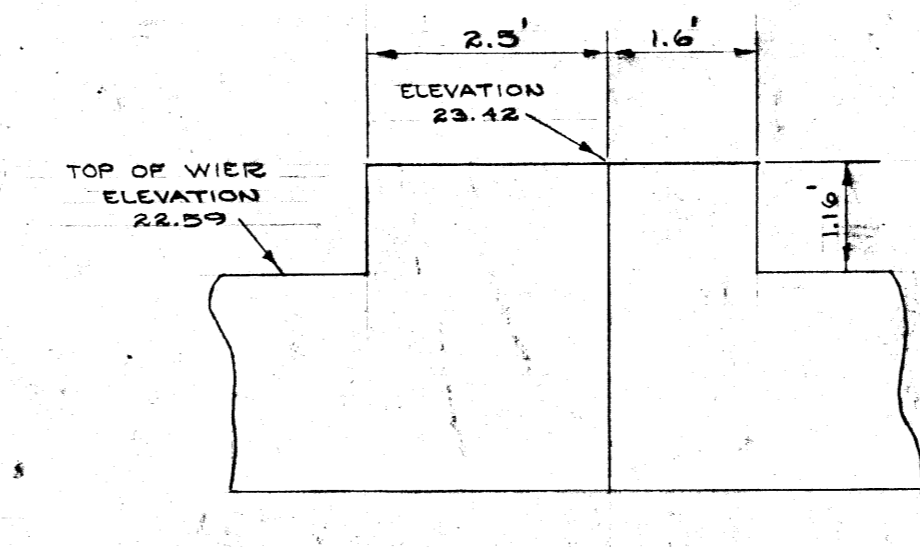 2.5'
1.6'
ELEVATION
23.42
TOP OF WIER
ELEVATION
22.59
1.16'